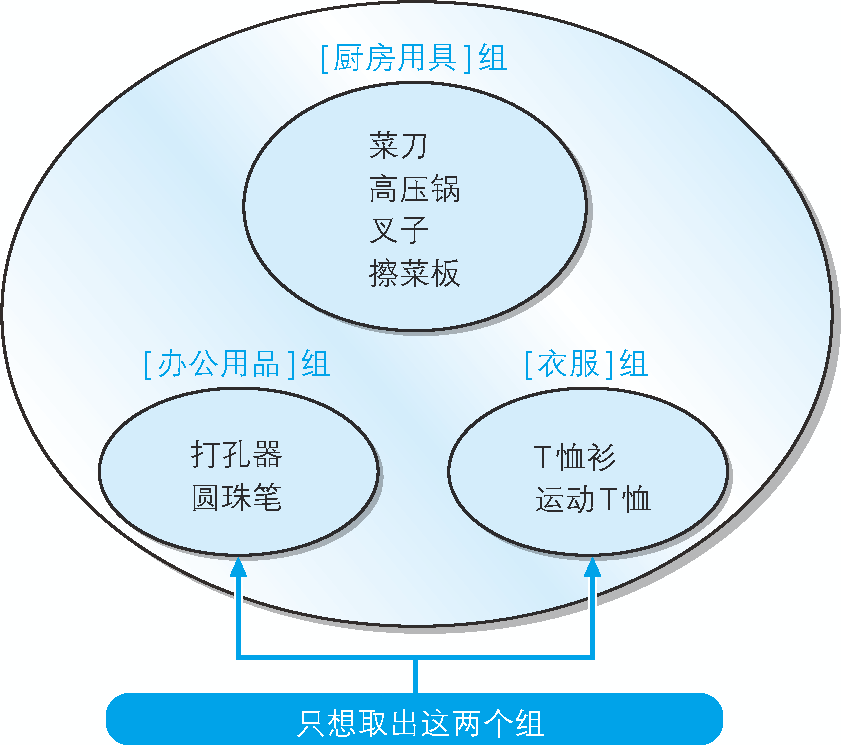 [厨房用具]组
菜刀
高压锅
叉子
擦菜板
[办公用品]组
打孔器
圆珠笔
[衣服]组
T恤衫
运动T恤
只想取出这两个组